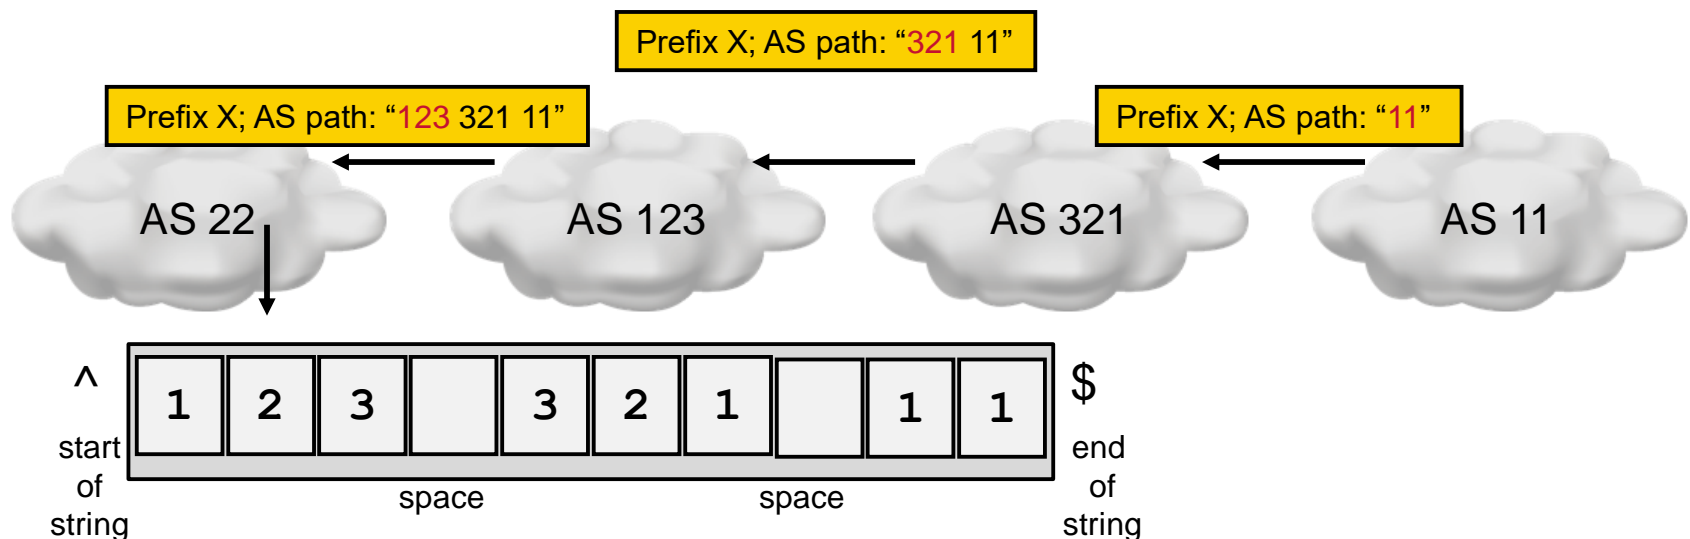 Prefix X; AS path: “321 11”
Prefix X; AS path: “123 321 11”
Prefix X; AS path: “11”
AS 22
AS 123
AS 321
AS 11
^
1 2 3 3 2 1 1 1
$
start
of
string
space
space
end
of
string